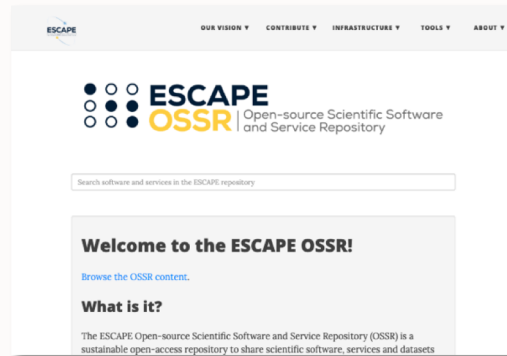 ESCAPE
OUR VISION ▼ CONTRIBUTE ▼ INFRASTRUCTURE ▼ TOOLS ▼ ABOUT ▼
ESCAPE
OSSR | Open-source Scientific Software
and Service Repository
Search software and services in the ESCAPE repository
Welcome to the ESCAPE OSSR!
Browse the OSSR content.
What is it?
The ESCAPE Open-source Scientific Software and Service Repository (OSSR) is a
sustainable open-access repository to share scientific software, services and datasets